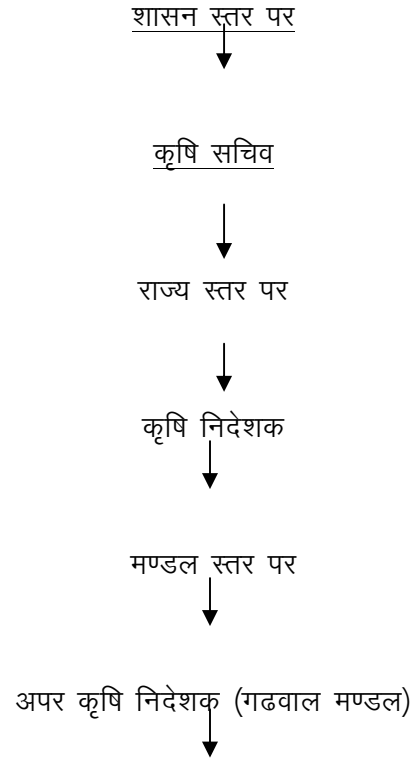 शासन स्तर पर
कृषि सचिव
राज्य स्तर पर
कृषि निदेशक
मण्डल स्तर पर
अपर कृषि निदेशक (गढवाल मण्डल)